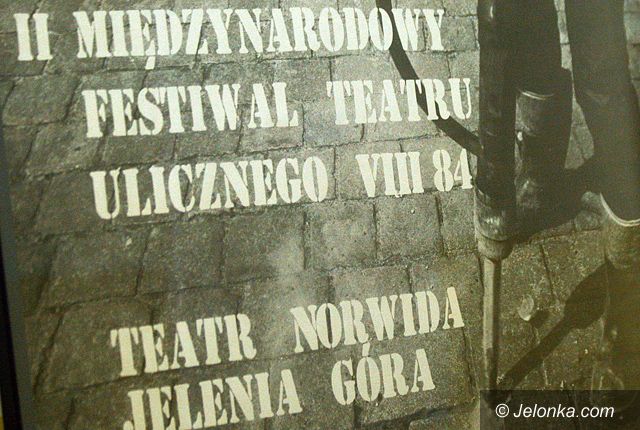 II MIĘDZYNARODOWY
FESTIWAL TEATRU
ULICZNEGO VIII 84
TEATR NORWIDA
JELENIA GÓRA
© Jelonka.com